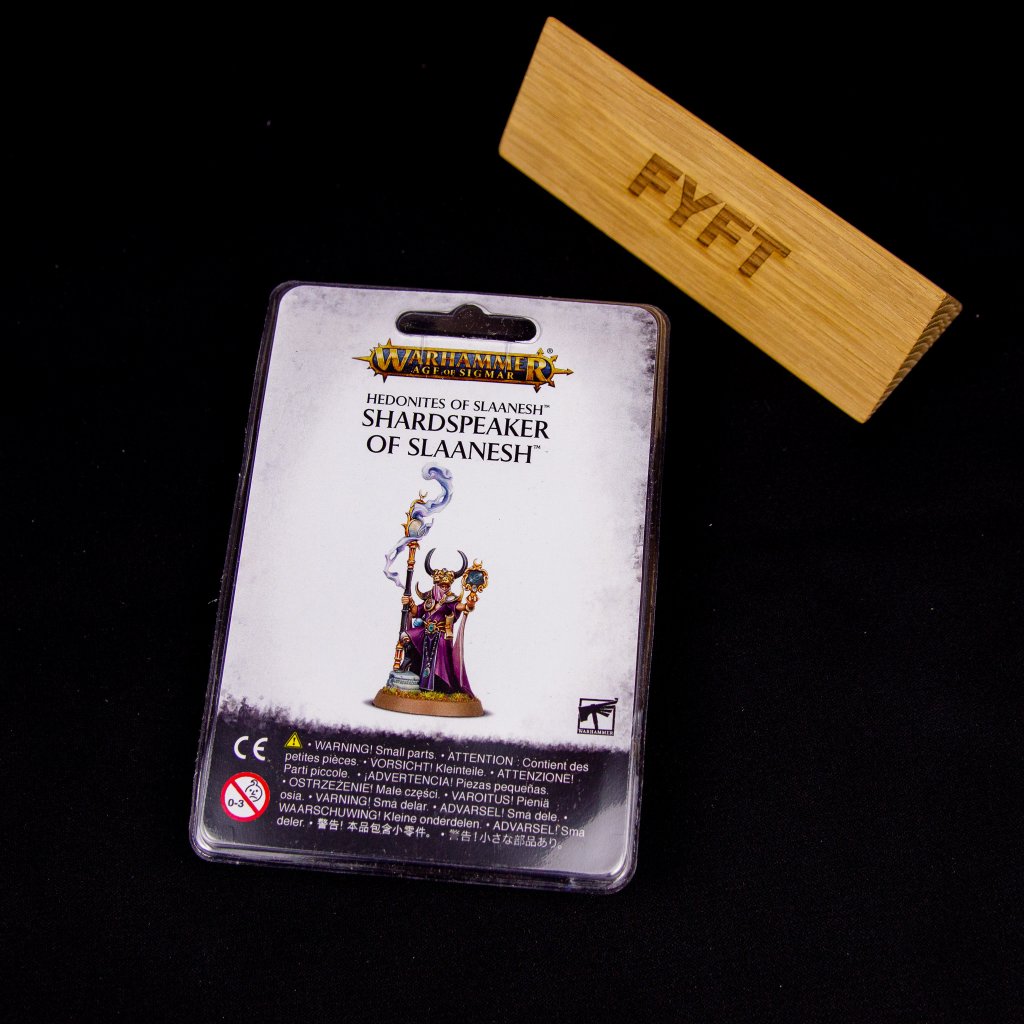 FYFT
WARHAMMER®
AGE OF SIGMAR
HEDONITES OF SLAANESH™
SHARDSPEAKER
OF SLAANESH™
WARHAMMER
CE
0-3
• WARNING! Small parts. • ATTENTION : Contient des
petites pièces. • VORSICHT! Kleinteile. • ATTENZIONE!
Parti piccole. • ¡ADVERTENCIA! Piezas pequeñas.
• OSTRZEŻENIE! Małe części. • VAROITUS! Pieniä
osia. • VARNING! Små delar. • ADVARSEL! Små dele. •
WAARSCHUWING! Kleine onderdelen. • ADVARSEL! Små
deler. • 警告! 本品包含小零件。 • 警告!小さな部品あり。